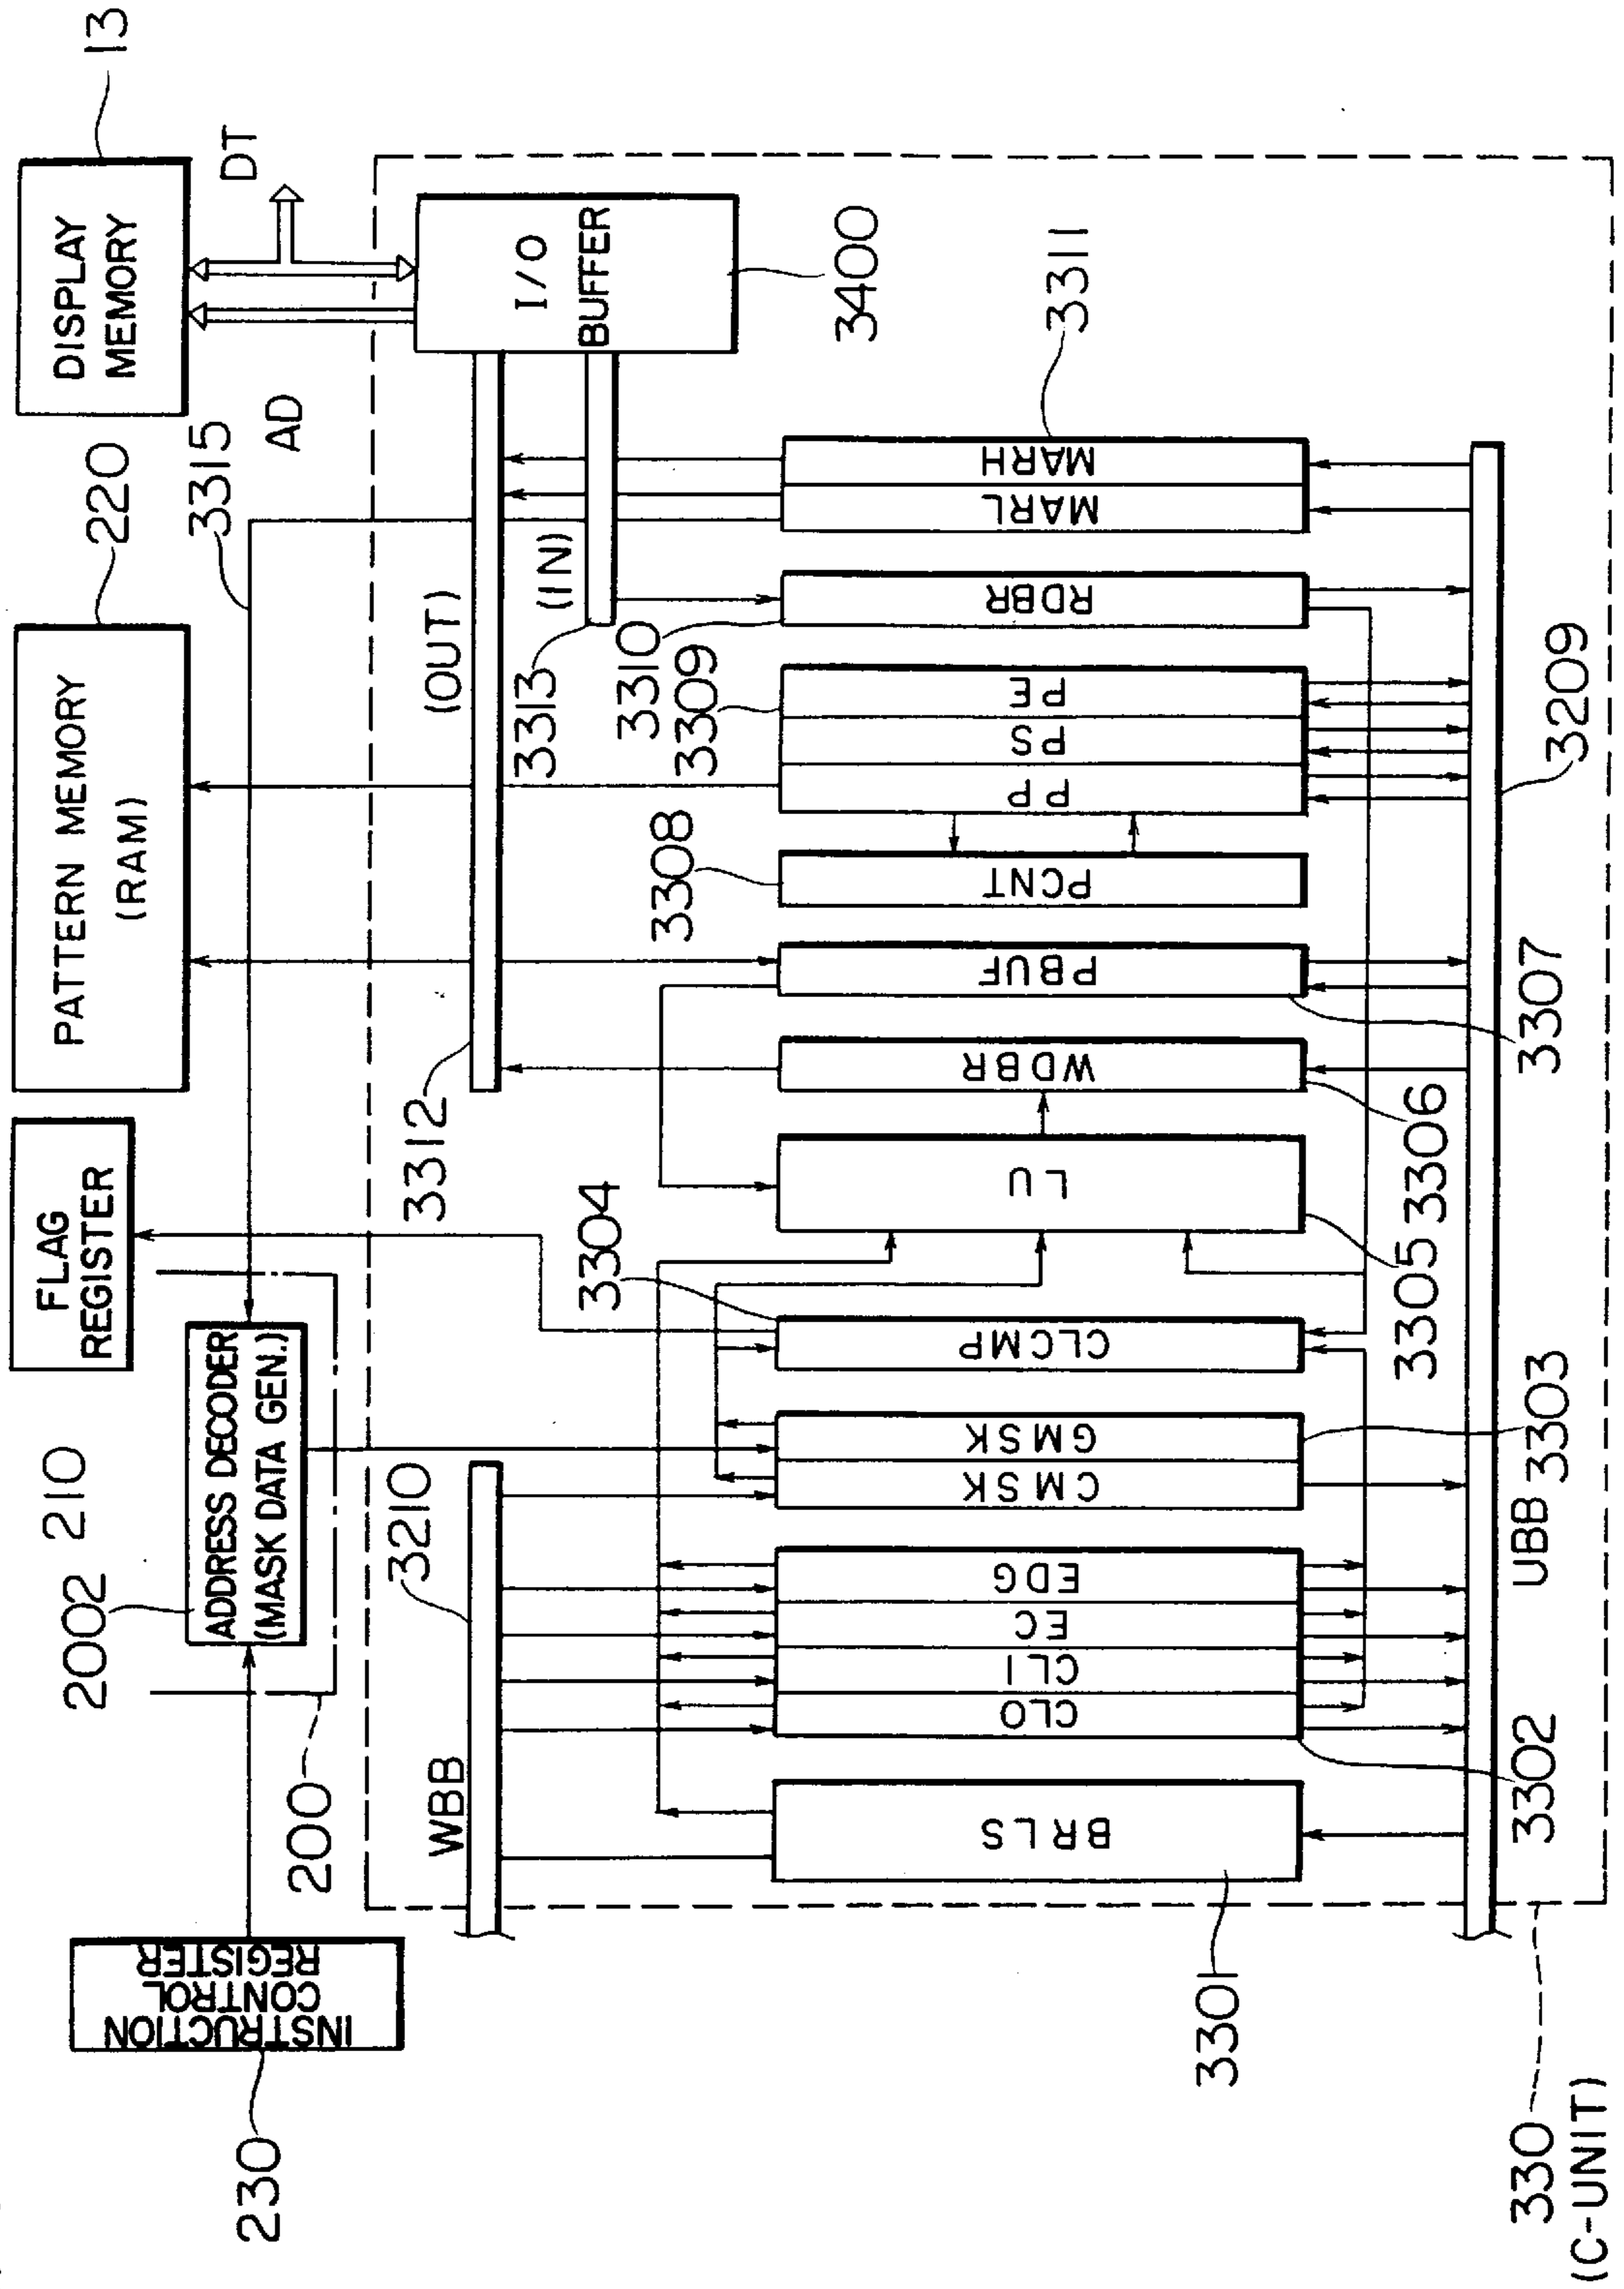 230
INSTRUCTION
CONTROL
REGISTER
200
2002
210
ADDRESS DECODER
(MASK DATA GEN.)
FLAG
REGISTER
PATTERN MEMORY
(RAM)
220
3315
AD
DISPLAY
MEMORY
13
DT
WBB
3210
3312
(OUT)
(IN)
3313
I/O
BUFFER
3400
3304
3308
3309
3310
3311
BRLS
CL0
CL1
EC
EDG
CMSK
GMSK
CLCMP
LU
WDBR
PBUF
PCNT
PP
PS
PE
RDBR
MARL
MARH
3301
3302
UBB
3303
3305
3306
3307
3209
330
(C-UNIT)